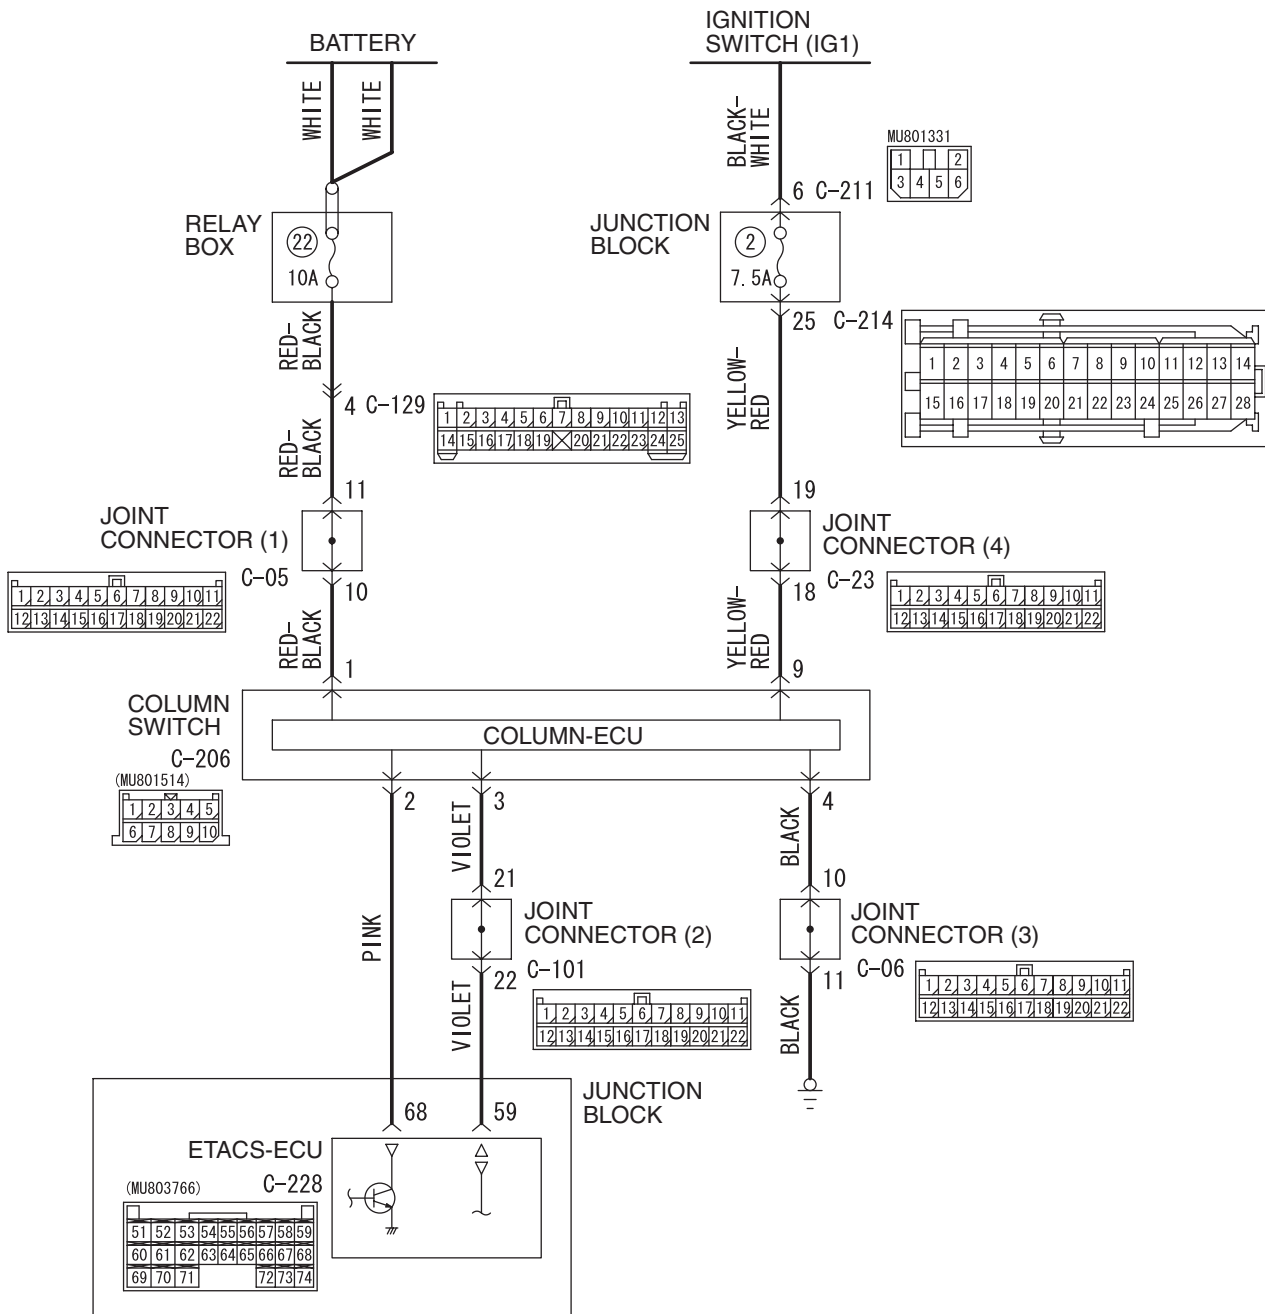 BATTERY
IGNITION
SWITCH (IG1)
WHITE
WHITE
BLACK-
WHITE
MU801331
1 2
3 4 5 6
6 C-211
RELAY
BOX
22
10A
JUNCTION
BLOCK
2
7.5A
25 C-214
1 2 3 4 5 6 7 8 9 10 11 12 13 14
15 16 17 18 19 20 21 22 23 24 25 26 27 28
RED-
BLACK
4 C-129
1 2 3 4 5 6 7 8 9 10 11 12 13
14 15 16 17 18 19 20 21 22 23 24 25
YELLOW-
RED
RED-
BLACK
11
19
JOINT
CONNECTOR (1)
C-05
1 2 3 4 5 6 7 8 9 10 11
12 13 14 15 16 17 18 19 20 21 22
10
JOINT
CONNECTOR (4)
C-23
18
1 2 3 4 5 6 7 8 9 10 11
12 13 14 15 16 17 18 19 20 21 22
RED-
BLACK
YELLOW-
RED
1
9
COLUMN
SWITCH
COLUMN-ECU
C-206
(MU801514)
1 2 3 4 5
6 7 8 9 10
2
3
4
VIOLET
BLACK
21
10
PINK
JOINT
CONNECTOR (2)
22
C-101
1 2 3 4 5 6 7 8 9 10 11
12 13 14 15 16 17 18 19 20 21 22
JOINT
CONNECTOR (3)
11
C-06
1 2 3 4 5 6 7 8 9 10 11
12 13 14 15 16 17 18 19 20 21 22
VIOLET
BLACK
JUNCTION
BLOCK
68
59
ETACS-ECU
C-228
(MU803766)
51 52 53 54 55 56 57 58 59
60 61 62 63 64 65 66 67 68
69 70 71 72 73 74